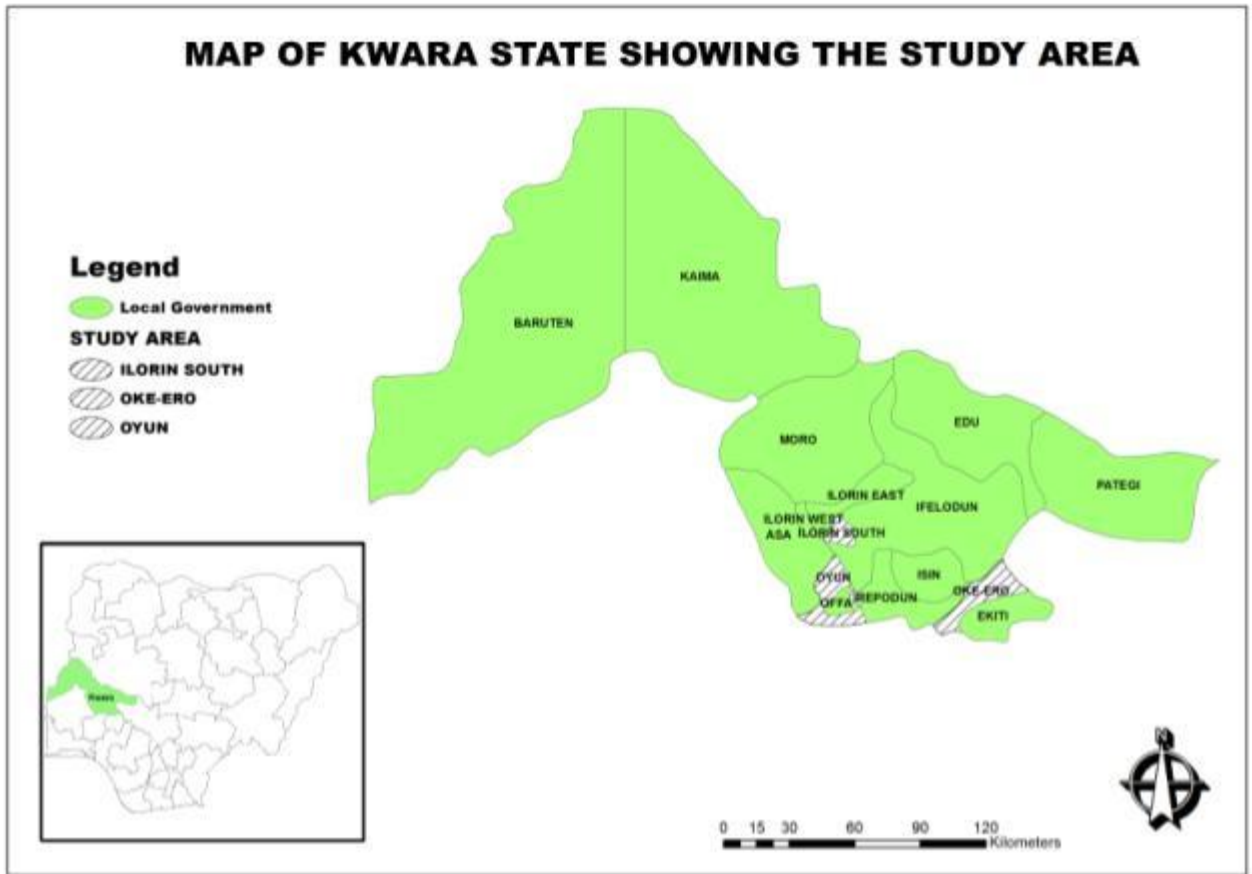 MAP OF KWARA STATE SHOWING THE STUDY AREA
Legend
Local Government
STUDY AREA
ILORIN SOUTH
OKE-ERO
OYUN
KAIMA
BARUTEN
EDU
MORO
PATEGI
ILORIN EAST
IFELODUN
ILORIN WEST
ASA
ILORIN SOUTH
ISIN
OYUN
OKE-ERO
IREPODUN
OFFA
EKITI
N
0 15 30 60 90 120
Kilometers